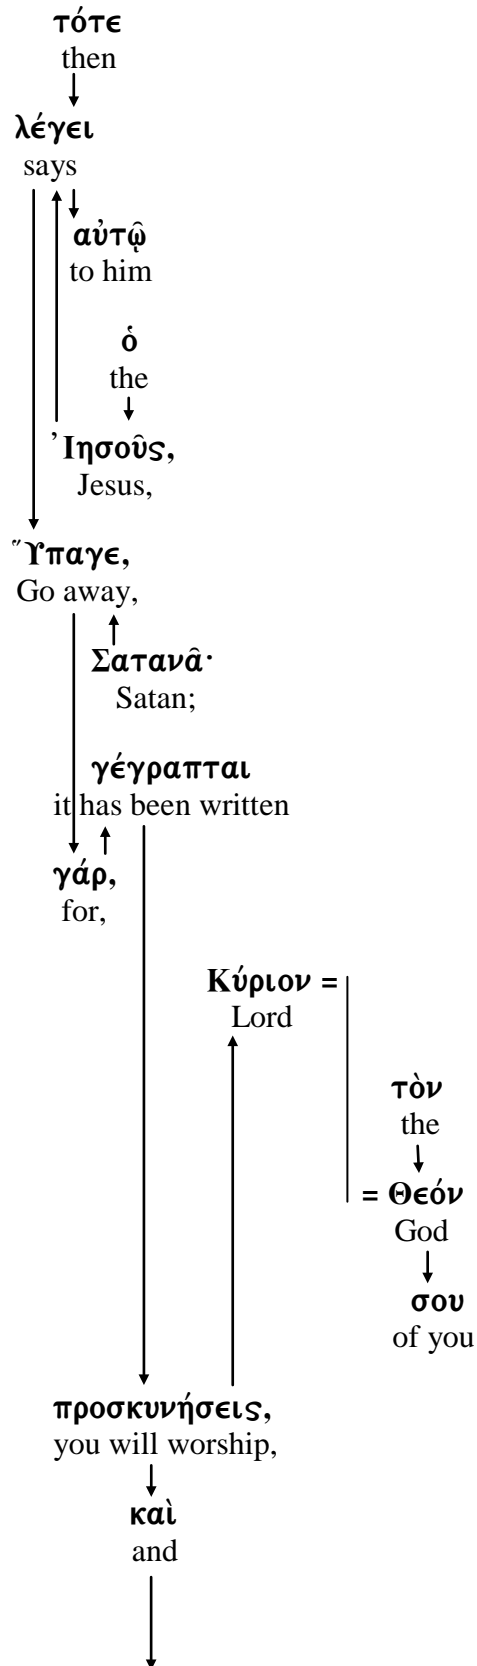 τότε
then
λέγει
says
αὐτῷ
to him
ὁ
the
Ἰησοῦς,
Jesus,
Ὕπαγε,
Go away,
Σατανᾶ·
Satan;
γέγραπται
it has been written
γάρ,
for,
Κύριον =
Lord
τὸν
the
= Θεόν
God
σου
of you
προσκυνήσεις,
you will worship,
καὶ
and